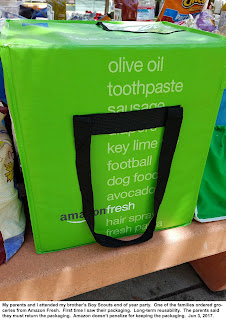 olive oil
toothpaste
sausage
diapers
key lime
football
dog food
avocado
amazonfresh
hair spray
fresh pasta
My parents and I attended my brother's Boy Scouts end of year party. One of the families ordered gro-
ceries from Amazon Fresh. First time I saw their packaging. Long-term reusability. The parents said
they must return the packaging. Amazon doesn't penalize for keeping the packaging. Jun 3, 2017.